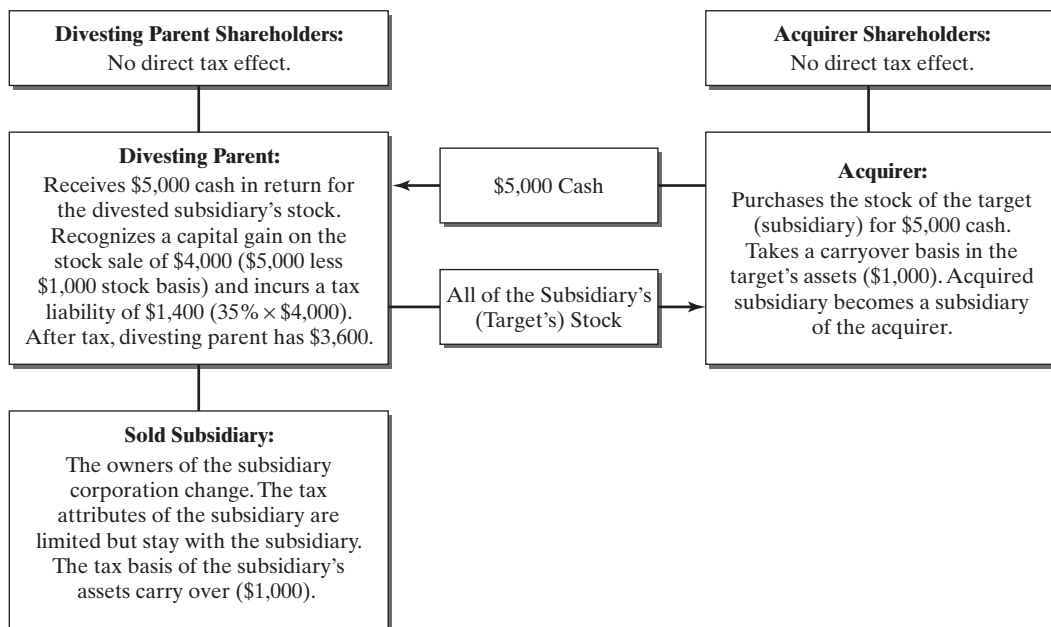 Divesting Parent Shareholders:
No direct tax effect.
Acquirer Shareholders:
No direct tax effect.
Divesting Parent:
Receives $5,000 cash in return for
the divested subsidiary's stock.
Recognizes a capital gain on the
stock sale of $4,000 ($5,000 less
$1,000 stock basis) and incurs a tax
liability of $1,400 (35% × $4,000).
After tax, divesting parent has $3,600.
$5,000 Cash
All of the Subsidiary's
(Target's) Stock
Acquirer:
Purchases the stock of the target
(subsidiary) for $5,000 cash.
Takes a carryover basis in the
target's assets ($1,000). Acquired
subsidiary becomes a subsidiary
of the acquirer.
Sold Subsidiary:
The owners of the subsidiary
corporation change. The tax
attributes of the subsidiary are
limited but stay with the subsidiary.
The tax basis of the subsidiary's
assets carry over ($1,000).